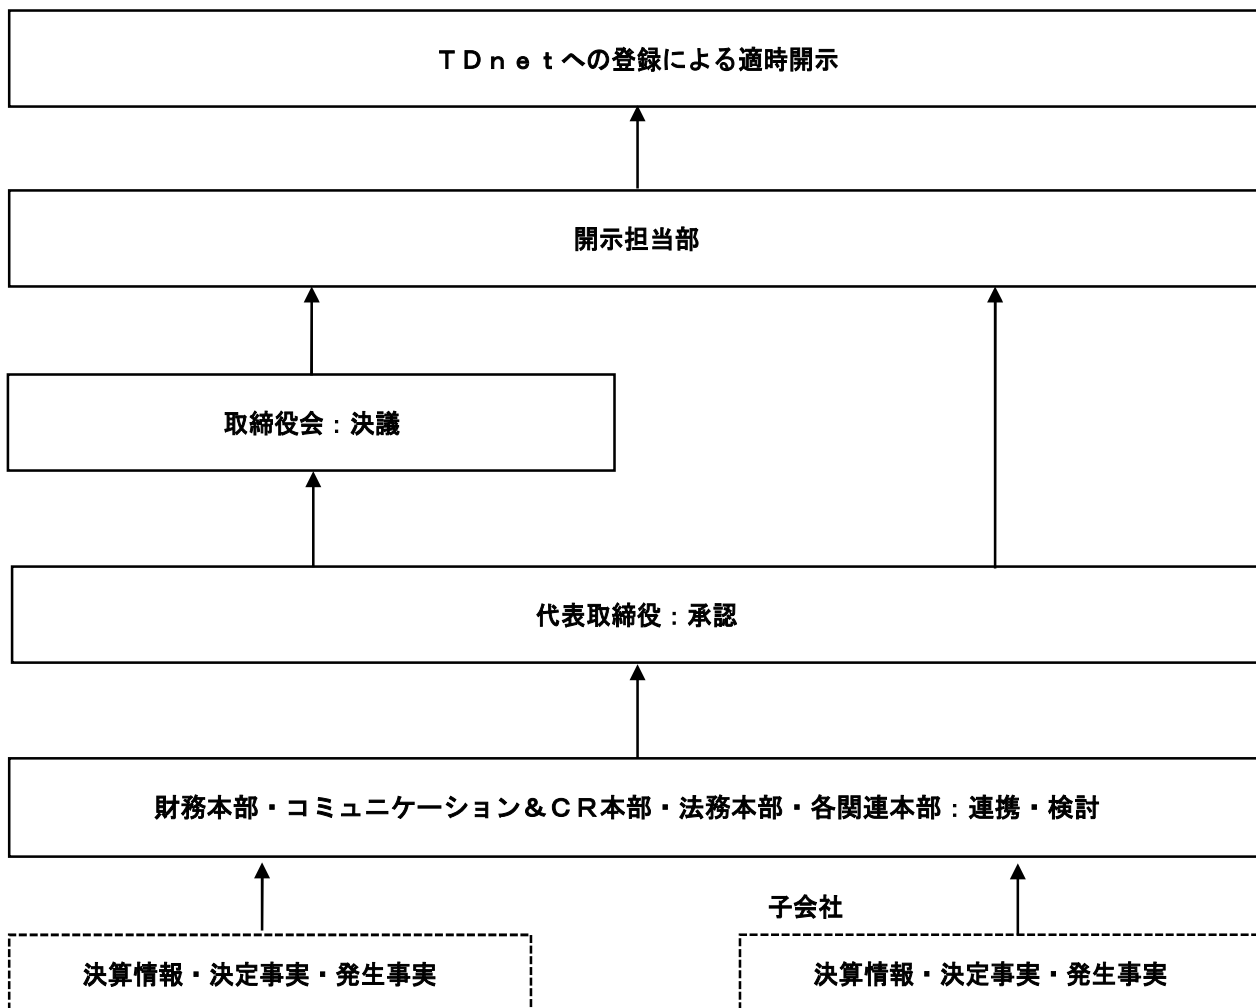 ＴＤｎｅｔへの登録による適時開示
開示担当部
取締役会：決議
代表取締役：承認
財務本部・コミュニケーション＆ＣＲ本部・法務本部・各関連本部：連携・検討
子会社
決算情報・決定事実・発生事実
決算情報・決定事実・発生事実